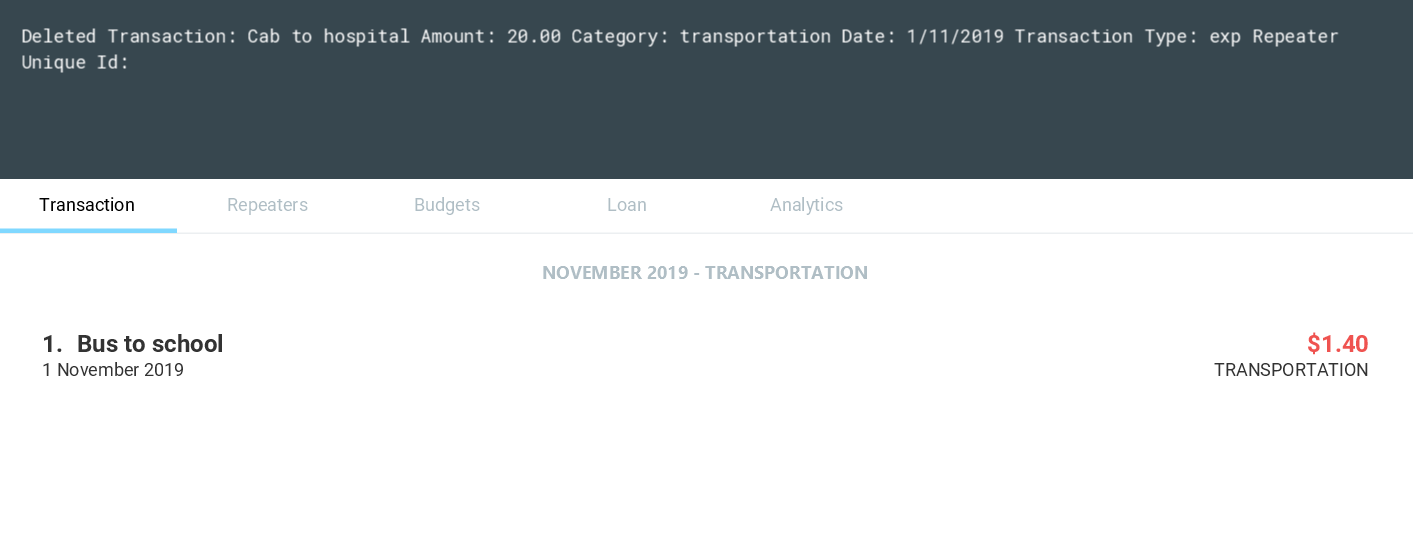 Deleted Transaction: Cab to hospital Amount: 20.00 Category: transportation Date: 1/11/2019 Transaction Type: exp Repeater
Unique Id:
Transaction Repeaters Budgets Loan Analytics
NOVEMBER 2019 - TRANSPORTATION
1. Bus to school $1.40
1 November 2019 TRANSPORTATION